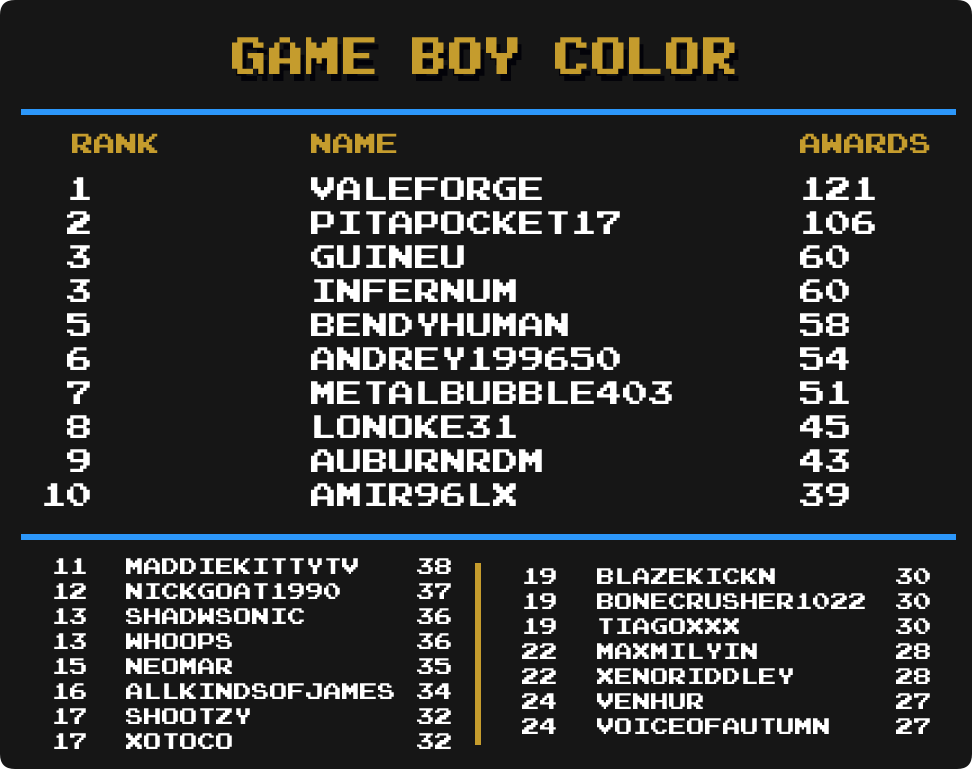 GAME BOY COLOR
RANK NAME AWARDS
1 VALEFORGE 121
2 PITAPOCKET17 106
3 GUINEU 60
3 INFERNUM 60
5 BENDYHUMAN 58
6 ANDREY199650 54
7 METALBUBBLE403 51
8 LONOKE31 45
9 AUBURNRDM 43
10 AMIR96LX 39
11 MADDIEKITTYTV 38
12 NICKGOAT1990 37
13 SHADWSONIC 36
13 WHOOPS 36
15 NEOMAR 35
16 ALLKINDSOFJAMES 34
17 SHOOTZY 32
17 XOTOCO 32
19 BLAZEKICKN 30
19 BONECRUSHER1022 30
19 TIAGOXXX 30
22 MAXMILYIN 28
22 XENORIDDLEY 28
24 VENHUR 27
24 VOICEOFAUTUMN 27